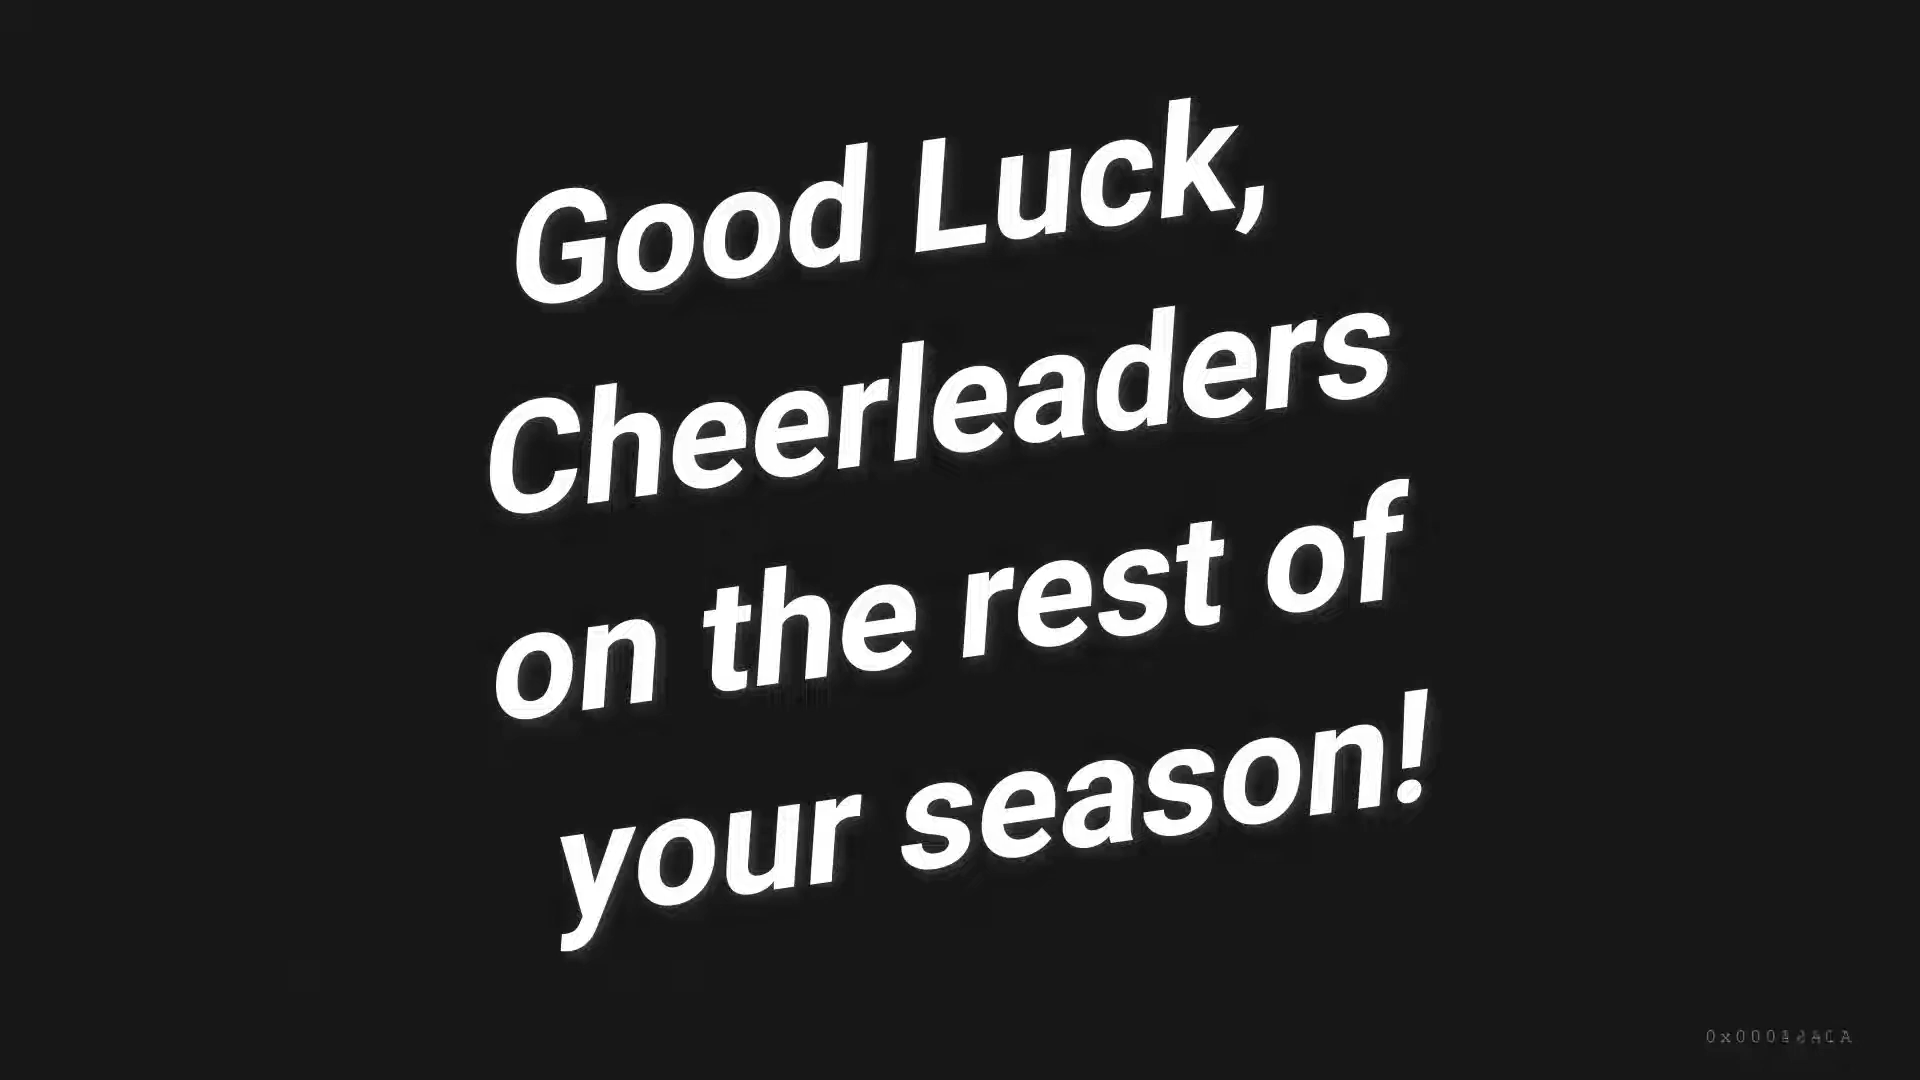 Good Luck,
Cheerleaders
on the rest of
your season!